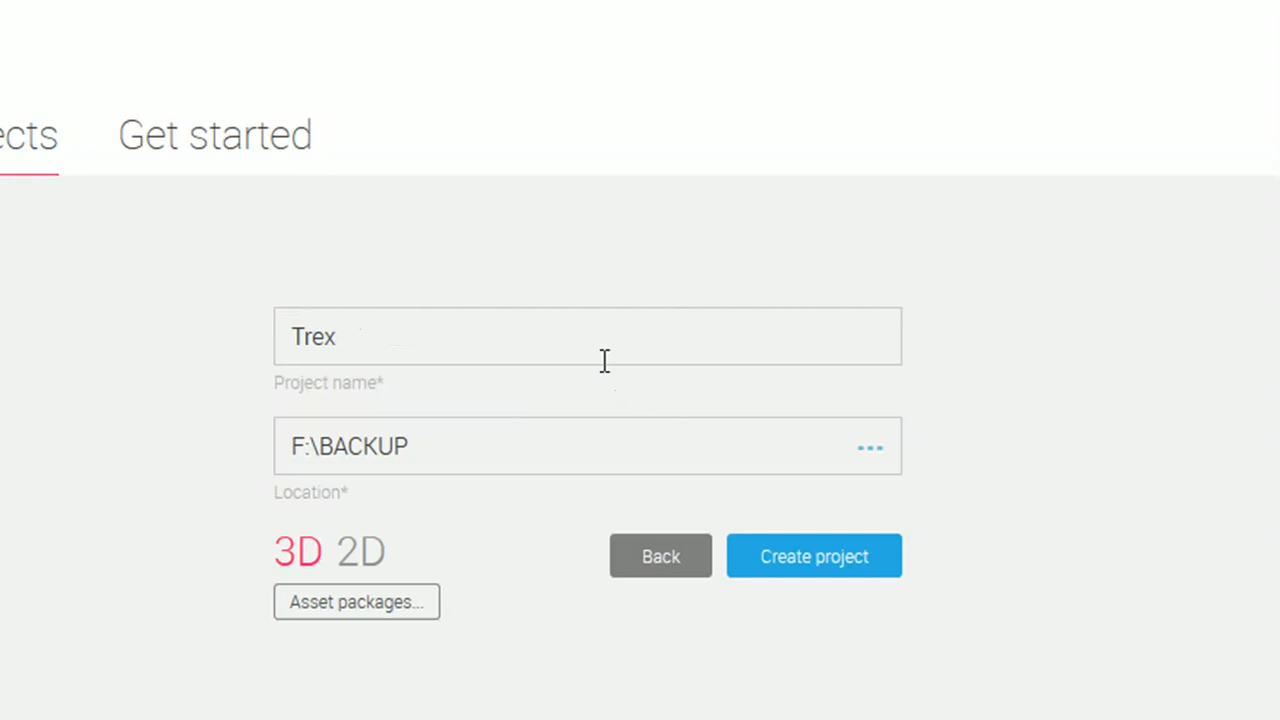 ects Get started
Trex
Project name*
F:\BACKUP
Location*
3D 2D
Back Create project
Asset packages...